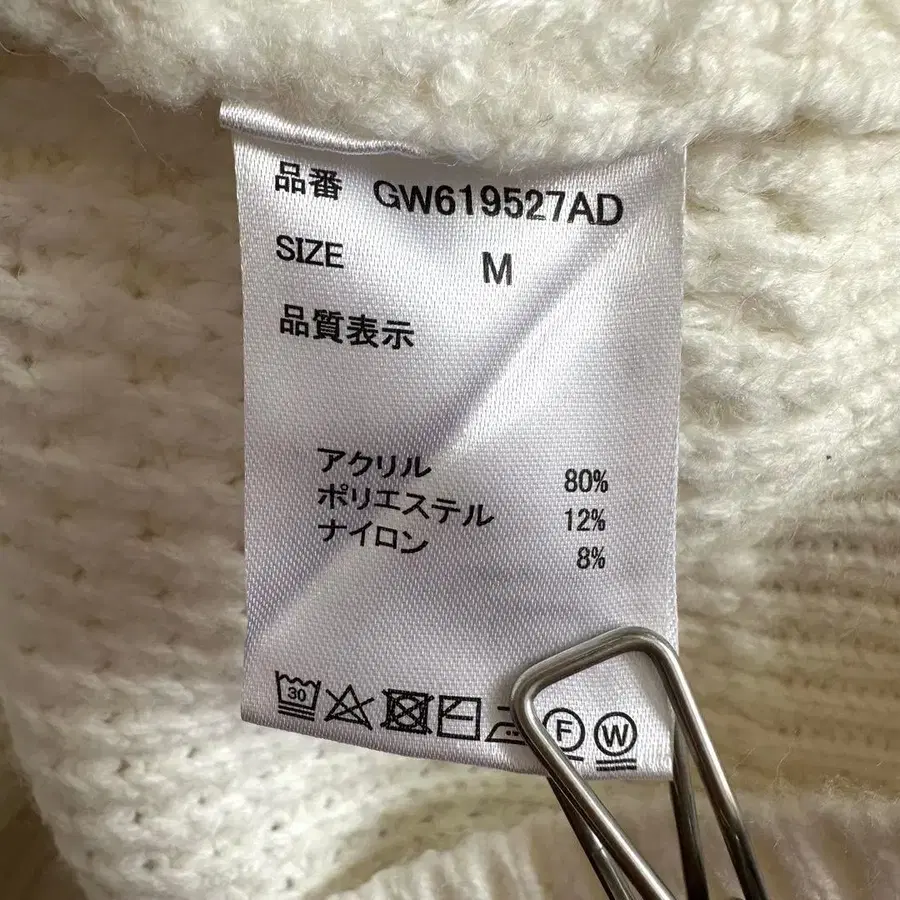 品番 GW619527AD
SIZE M
品質表示
アクリル 80%
ポリエステル 12%
ナイロン 8%
30 F W